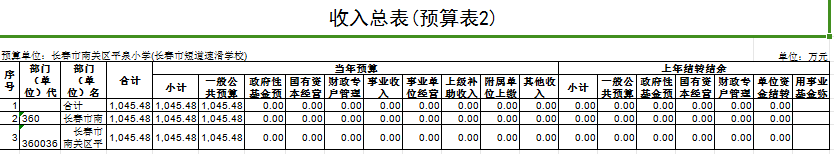 收入总表(预算表2)
预算单位：长春市南关区平泉小学(长春市短道速滑学校) 单位：万元
序号 部门（单位）代 部门（单位）名 合计 当年预算 上年结转结余
小计 一般公共预算 政府性基金预 国有资本经营 财政专户管理 事业收入 事业单位经营 上级补助收入 附属单位上缴 其他收入 小计 一般公共预算 政府性基金预 国有资本经营 财政专户管理 单位资金结转 用事业基金弥
1 合计 1,045.48 1,045.48 1,045.48 0.00 0.00 0.00 0.00 0.00 0.00 0.00 0.00 0.00 0.00 0.00 0.00 0.00 0.00
2 360 长春市南 1,045.48 1,045.48 1,045.48 0.00 0.00 0.00 0.00 0.00 0.00 0.00 0.00 0.00 0.00 0.00 0.00 0.00 0.00
3 360036 长春市南关区平 1,045.48 1,045.48 1,045.48 0.00 0.00 0.00 0.00 0.00 0.00 0.00 0.00 0.00 0.00 0.00 0.00 0.00 0.00